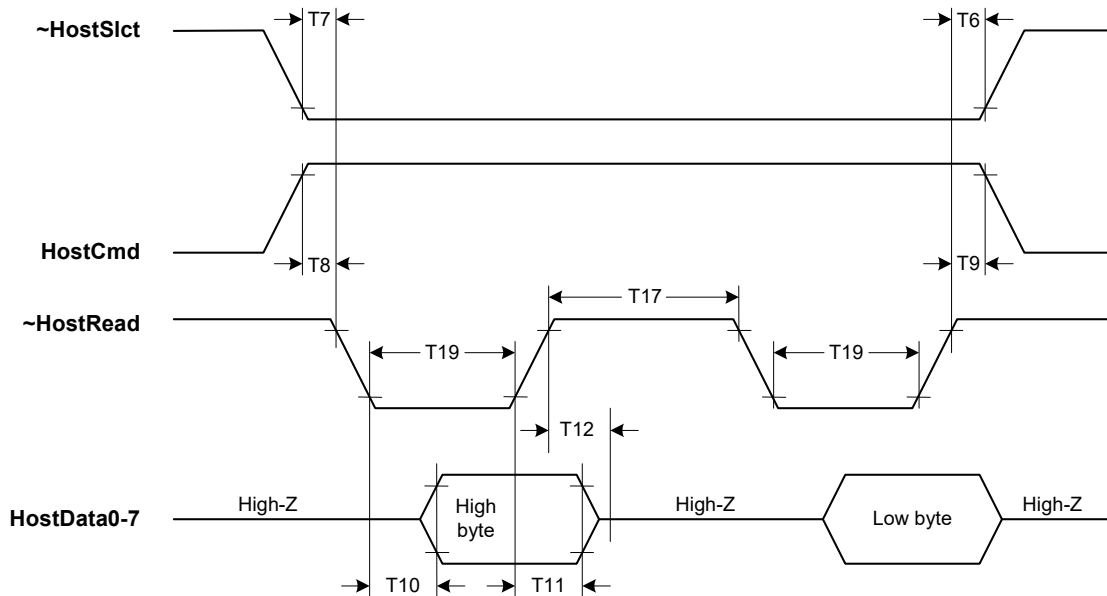 ~HostSlct
T7
T6
HostCmd
T8
T9
~HostRead
T17
T19
T19
T12
HostData0-7
High-Z
High
byte
High-Z
Low byte
High-Z
T10
T11